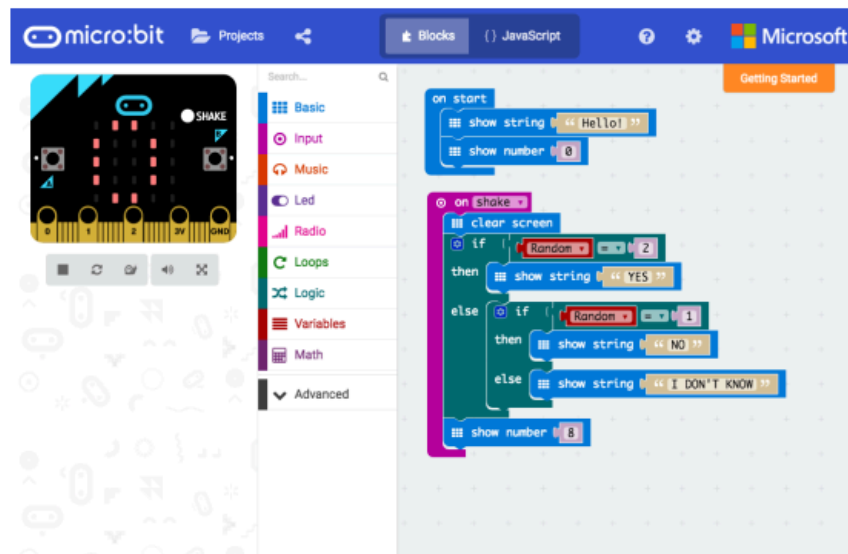 micro:bit Projects Blocks {} JavaScript ? Microsoft
Getting Started
SHAKE
B
A
0 1 2 3V GND
Search...
Basic
Input
Music
Led
Radio
Loops
Logic
Variables
Math
Advanced
on start
show string “ Hello! ”
show number 0
on shake
clear screen
if Random = 2
then show string “ YES ”
else if Random = 1
then show string “ NO ”
else show string “ I DON'T KNOW ”
show number 8